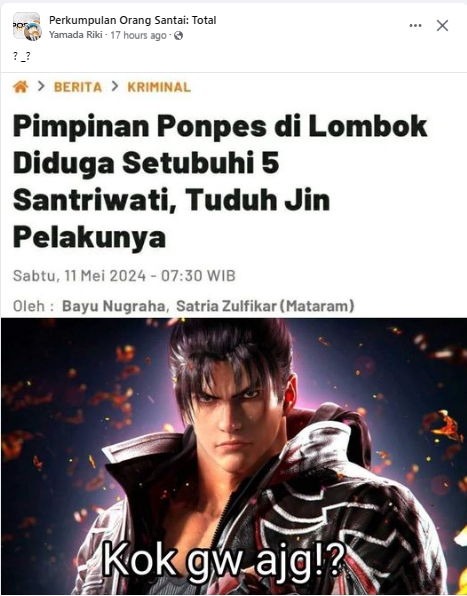 Perkumpulan Orang Santai: Total
Yamada Riki · 17 hours ago ·
? _?
BERITA > KRIMINAL
Pimpinan Ponpes di Lombok
Diduga Setubuhi 5
Santriwati, Tuduh Jin
Pelakunya
Sabtu, 11 Mei 2024 - 07:30 WIB
Oleh : Bayu Nugraha, Satria Zulfikar (Mataram)
Kok gw ajg!?